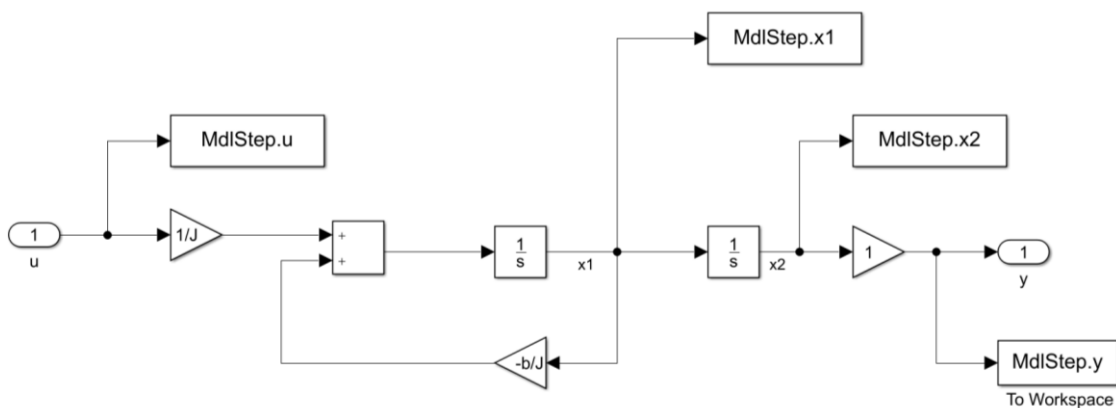 MdlStep.x1
MdlStep.u
MdlStep.x2
1
u
1/J
+
+
1
s
x1
1
s
x2
1
1
y
-b/J
MdlStep.y
To Workspace